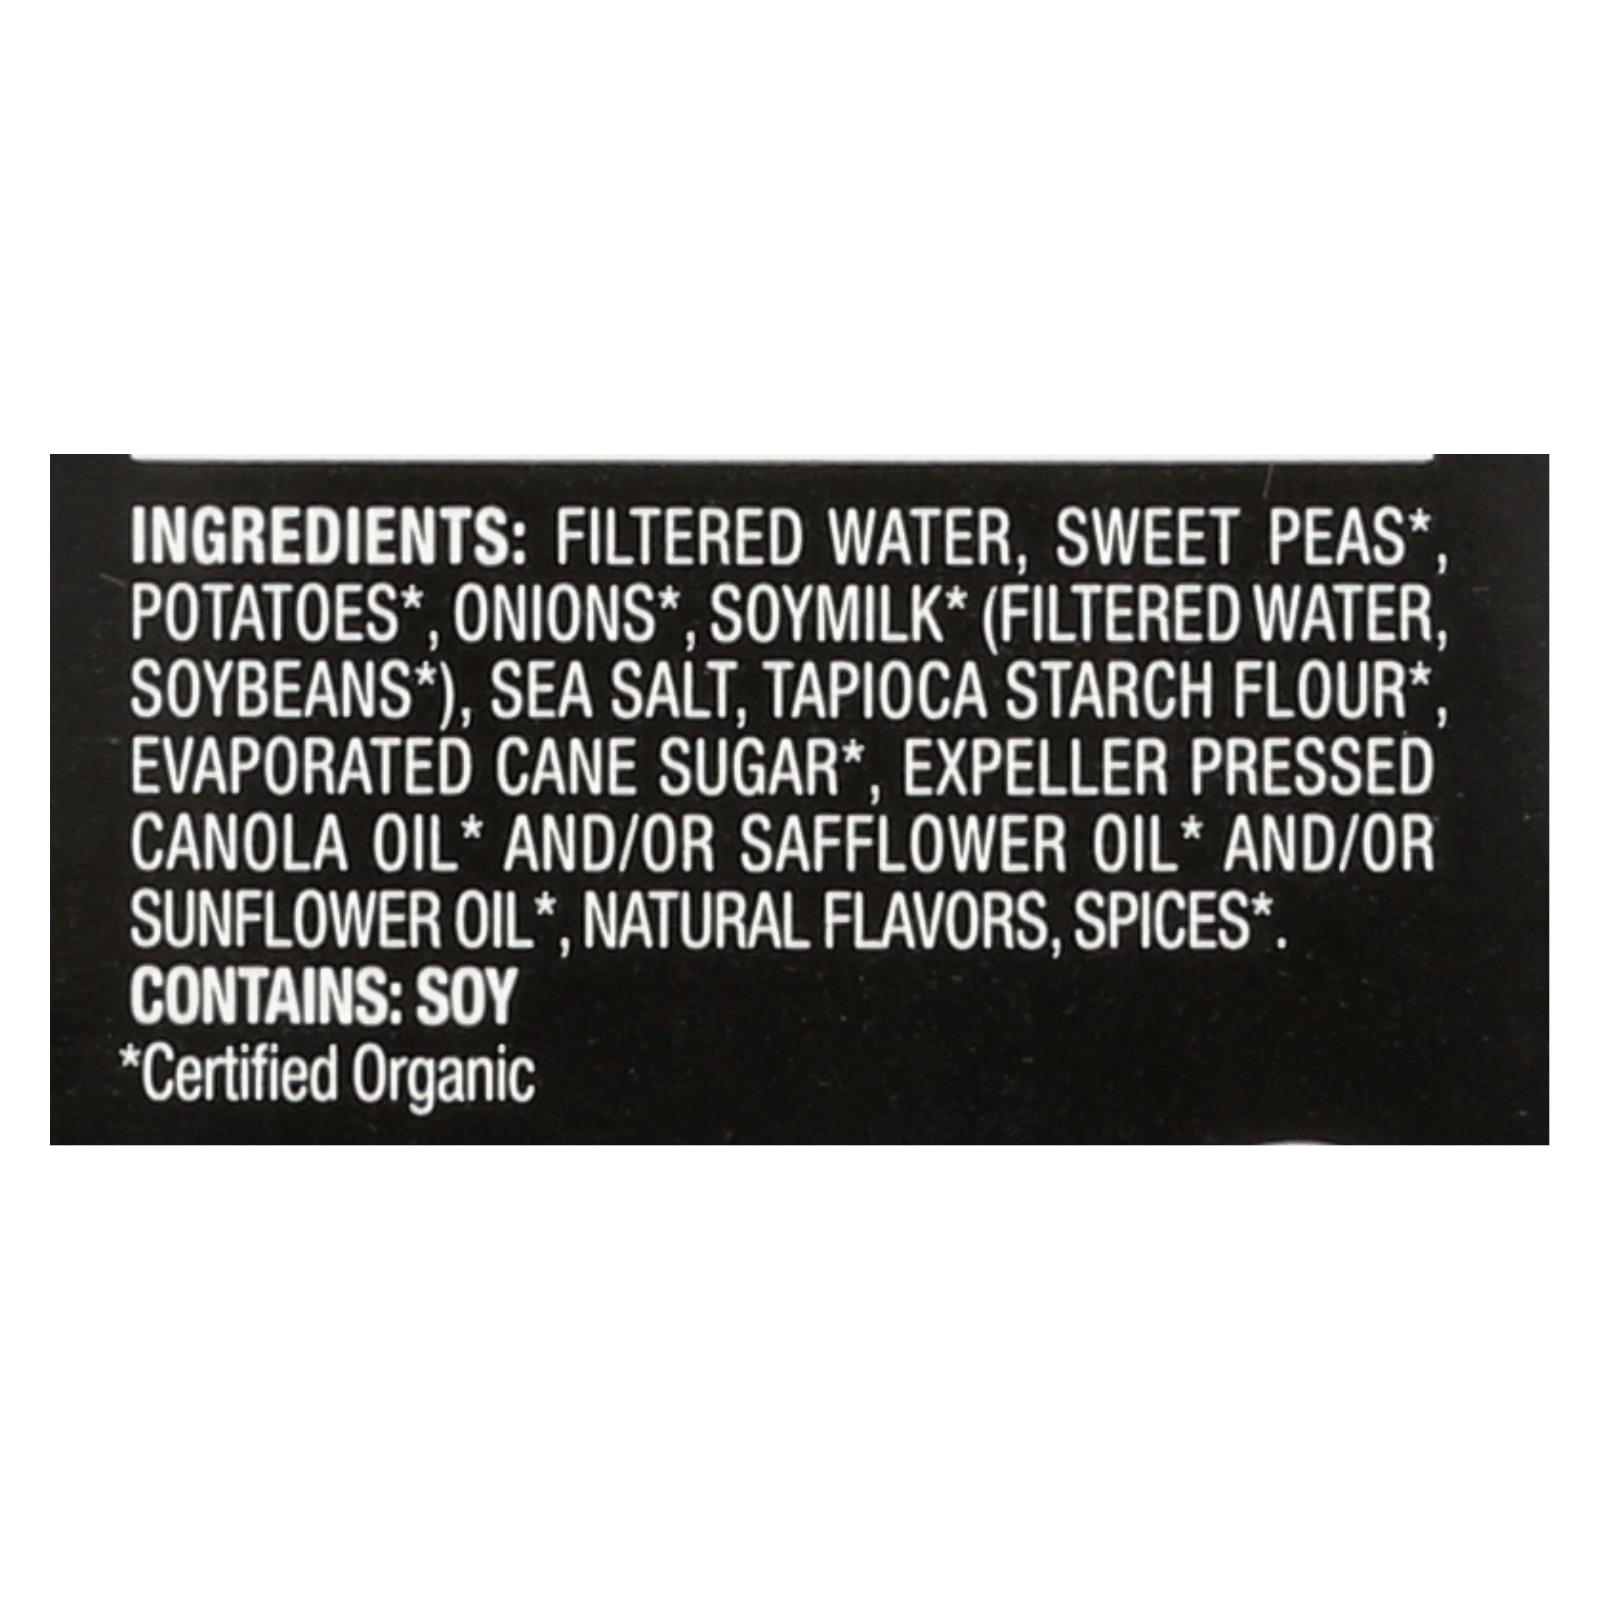 INGREDIENTS: FILTERED WATER, SWEET PEAS*,
POTATOES*, ONIONS*, SOYMILK* (FILTERED WATER,
SOYBEANS*), SEA SALT, TAPIOCA STARCH FLOUR*,
EVAPORATED CANE SUGAR*, EXPELLER PRESSED
CANOLA OIL* AND/OR SAFFLOWER OIL* AND/OR
SUNFLOWER OIL*, NATURAL FLAVORS, SPICES*.
CONTAINS: SOY
*Certified Organic